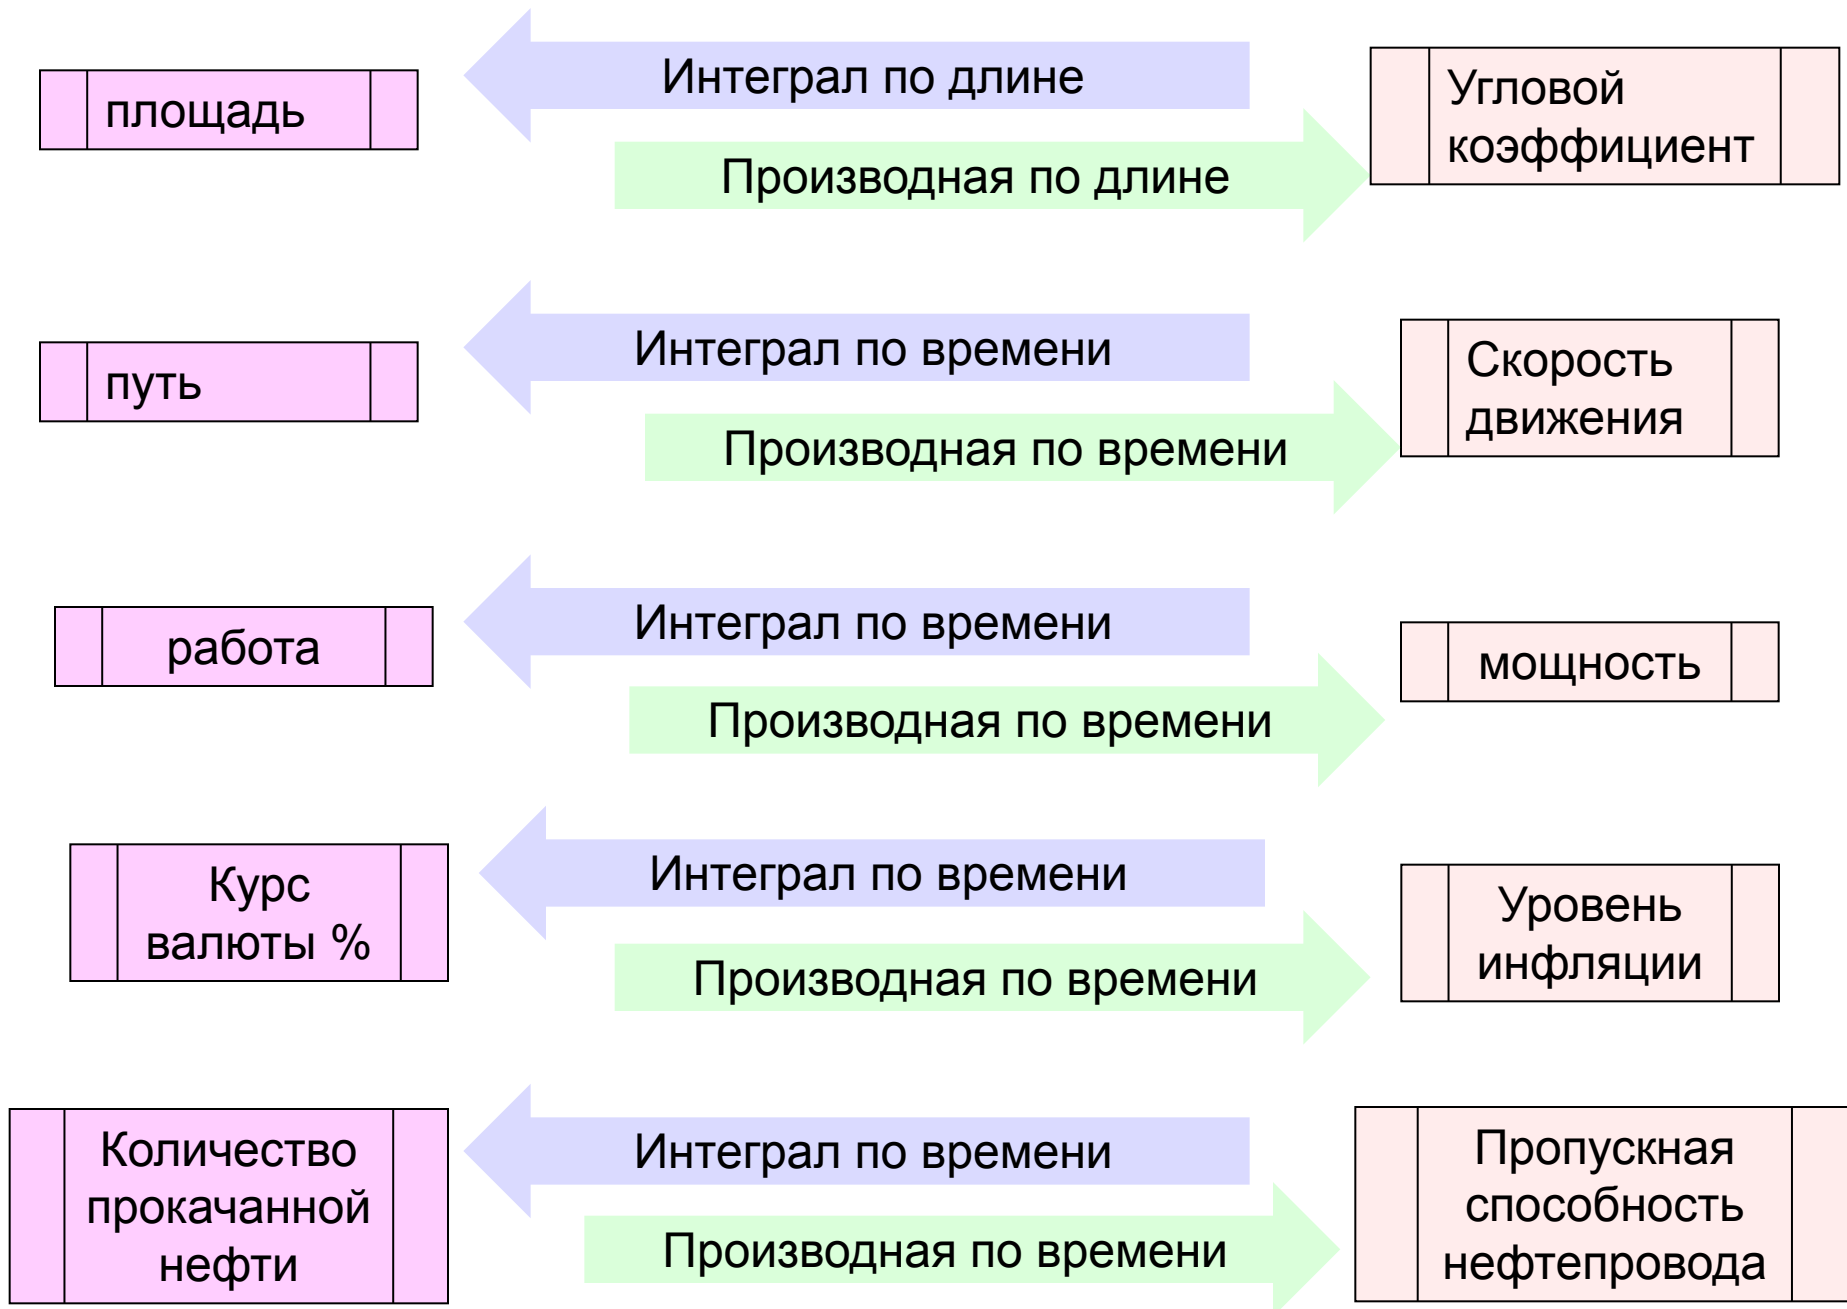 площадь
Интеграл по длине
Производная по длине
Угловой
коэффициент
путь
Интеграл по времени
Производная по времени
Скорость
движения
работа
Интеграл по времени
Производная по времени
мощность
Курс
валюты %
Интеграл по времени
Производная по времени
Уровень
инфляции
Количество
прокачанной
нефти
Интеграл по времени
Производная по времени
Пропускная
способность
нефтепровода